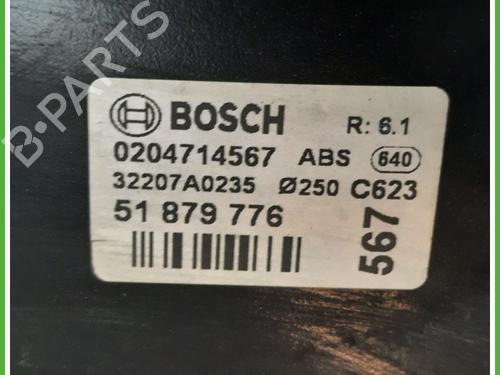 BOSCH R: 6.1
0204714567 ABS 640
32207A0235 Ø250 C623
51 879 776
567
B-PARTS